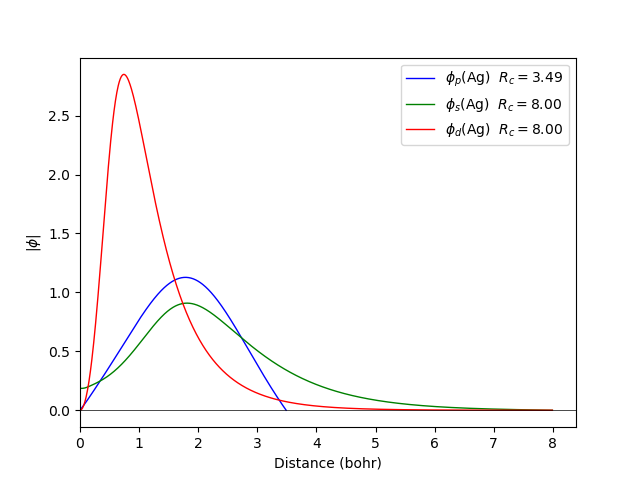 ϕp(Ag) Rc = 3.49
ϕs(Ag) Rc = 8.00
ϕd(Ag) Rc = 8.00
|ϕ|
2.5
2.0
1.5
1.0
0.5
0.0
0 1 2 3 4 5 6 7 8
Distance (bohr)